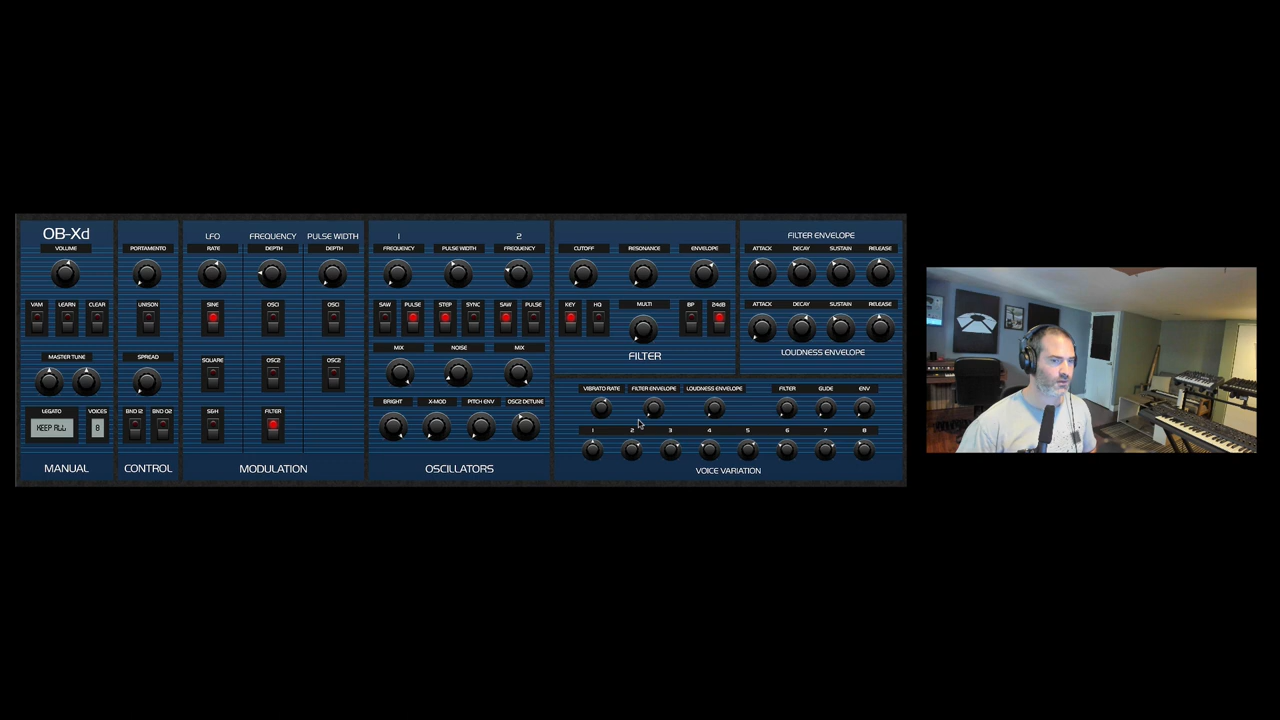 OB-Xd
VOLUME
VAM LEARN CLEAR
MASTER TUNE
LEGATO VOICES
KEEP ALL 8
MANUAL
PORTAMENTO
UNISON
SPREAD
BND 12 BND O2
CONTROL
LFO FREQUENCY PULSE WIDTH
RATE DEPTH DEPTH
SINE OSC1 OSC1
SQUARE OSC2 OSC2
S&H FILTER
MODULATION
1 2
FREQUENCY PULSE WIDTH FREQUENCY
SAW PULSE STEP SYNC SAW PULSE
MIX NOISE MIX
BRIGHT X-MOD PITCH ENV OSC2 DETUNE
OSCILLATORS
CUTOFF RESONANCE ENVELOPE
KEY HQ MULTI BP 24dB
FILTER
FILTER ENVELOPE
ATTACK DECAY SUSTAIN RELEASE
ATTACK DECAY SUSTAIN RELEASE
LOUDNESS ENVELOPE
VIBRATO RATE FILTER ENVELOPE LOUDNESS ENVELOPE FILTER GLIDE ENV
1 2 3 4 5 6 7 8
VOICE VARIATION